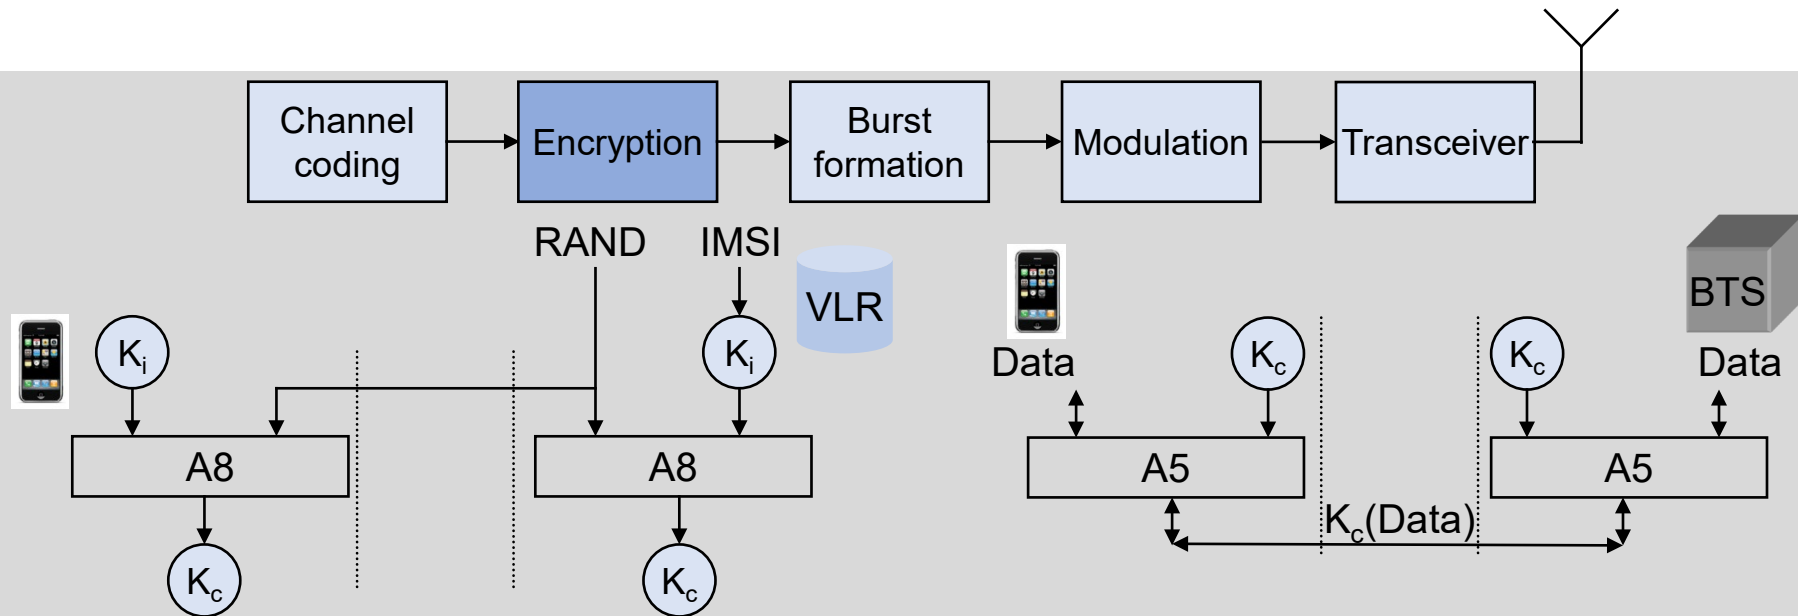 Channel
coding
Encryption
Burst
formation
Modulation
Transceiver
RAND
IMSI
VLR
BTS
Ki
Ki
Data
Kc
Kc
Data
A8
A8
A5
A5
Kc(Data)
Kc
Kc